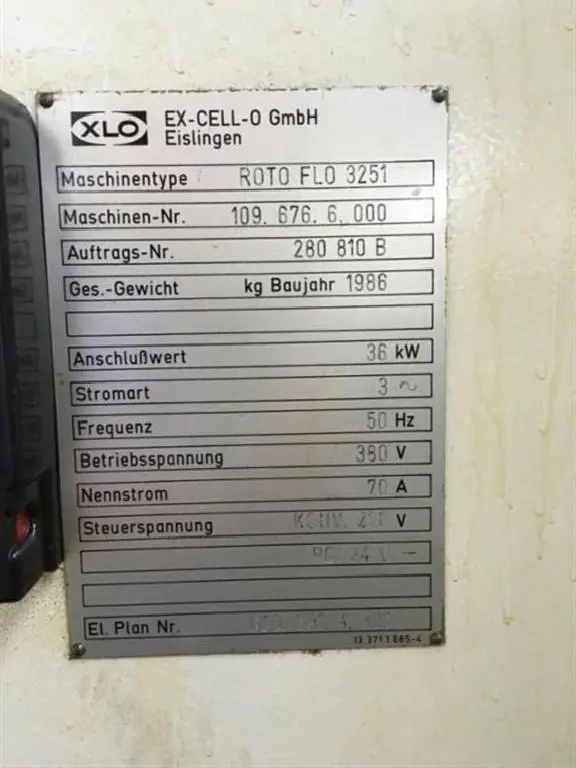 XLO EX-CELL-O GmbH
Eislingen
Maschinentype ROTO FLO 3251
Maschinen-Nr. 109. 676. 6. 000
Auftrags-Nr. 280 810 B
Ges.-Gewicht kg Baujahr 1986
Anschlußwert 36 kW
Stromart 3 ~
Frequenz 50 Hz
Betriebsspannung 380 V
Nennstrom 70 A
Steuerspannung KONV. V
24 V
El. Plan Nr.